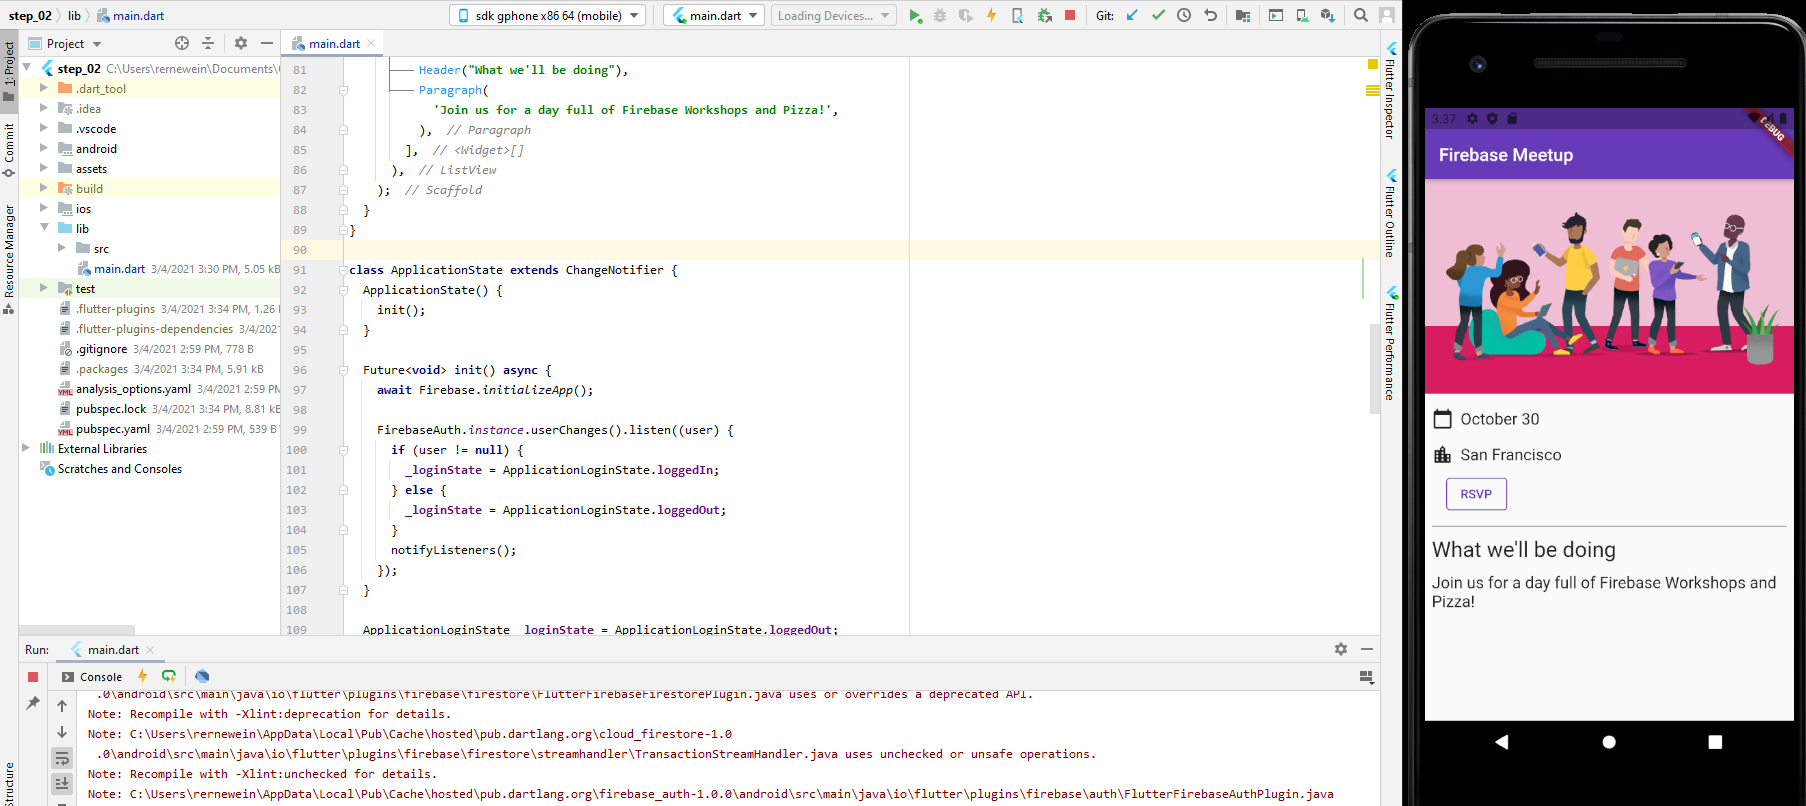 step_02 lib main.dart
sdk gphone x86 64 (mobile)
main.dart
Loading Devices...
Git:
1: Project
Commit
Resource Manager
Structure
Project
step_02 C:\Users\rernewein\Documents\
.dart_tool
.idea
.vscode
android
assets
build
ios
lib
src
main.dart 3/4/2021 3:30 PM, 5.05 kB
test
.flutter-plugins 3/4/2021 3:34 PM, 1.26
.flutter-plugins-dependencies 3/4/202
.gitignore 3/4/2021 2:59 PM, 778 B
.packages 3/4/2021 3:34 PM, 5.91 kB
analysis_options.yaml 3/4/2021 2:59 PM
pubspec.lock 3/4/2021 3:34 PM, 8.81 kB
pubspec.yaml 3/4/2021 2:59 PM, 539 B
External Libraries
Scratches and Consoles
main.dart
81 Header("What we'll be doing"),
82 Paragraph(
83 'Join us for a day full of Firebase Workshops and Pizza!',
84 ), // Paragraph
85 ], // <Widget>[]
86 ), // ListView
87 ); // Scaffold
88 }
89 }
90
91 class ApplicationState extends ChangeNotifier {
92 ApplicationState() {
93 init();
94 }
95
96 Future<void> init() async {
97 await Firebase.initializeApp();
98
99 FirebaseAuth.instance.userChanges().listen((user) {
100 if (user != null) {
101 _loginState = ApplicationLoginState.loggedIn;
102 } else {
103 _loginState = ApplicationLoginState.loggedOut;
104 }
105 notifyListeners();
106 });
107 }
108
109 ApplicationLoginState _loginState = ApplicationLoginState.loggedOut;
Flutter Inspector
Flutter Outline
Flutter Performance
Run: main.dart
Console
.0\android\src\main\java\io\flutter\plugins\firebase\firestore\FlutterFirebaseFirestorePlugin.java uses or overrides a deprecated API.
Note: Recompile with -Xlint:deprecation for details.
Note: C:\Users\rernewein\AppData\Local\Pub\Cache\hosted\pub.dartlang.org\cloud_firestore-1.0
.0\android\src\main\java\io\flutter\plugins\firebase\firestore\streamhandler\TransactionStreamHandler.java uses unchecked or unsafe operations.
Note: Recompile with -Xlint:unchecked for details.
Note: C:\Users\rernewein\AppData\Local\Pub\Cache\hosted\pub.dartlang.org\firebase_auth-1.0.0\android\src\main\java\io\flutter\plugins\firebase\auth\FlutterFirebaseAuthPlugin.java
3:37
DEBUG
Firebase Meetup
October 30
San Francisco
RSVP
What we'll be doing
Join us for a day full of Firebase Workshops and
Pizza!